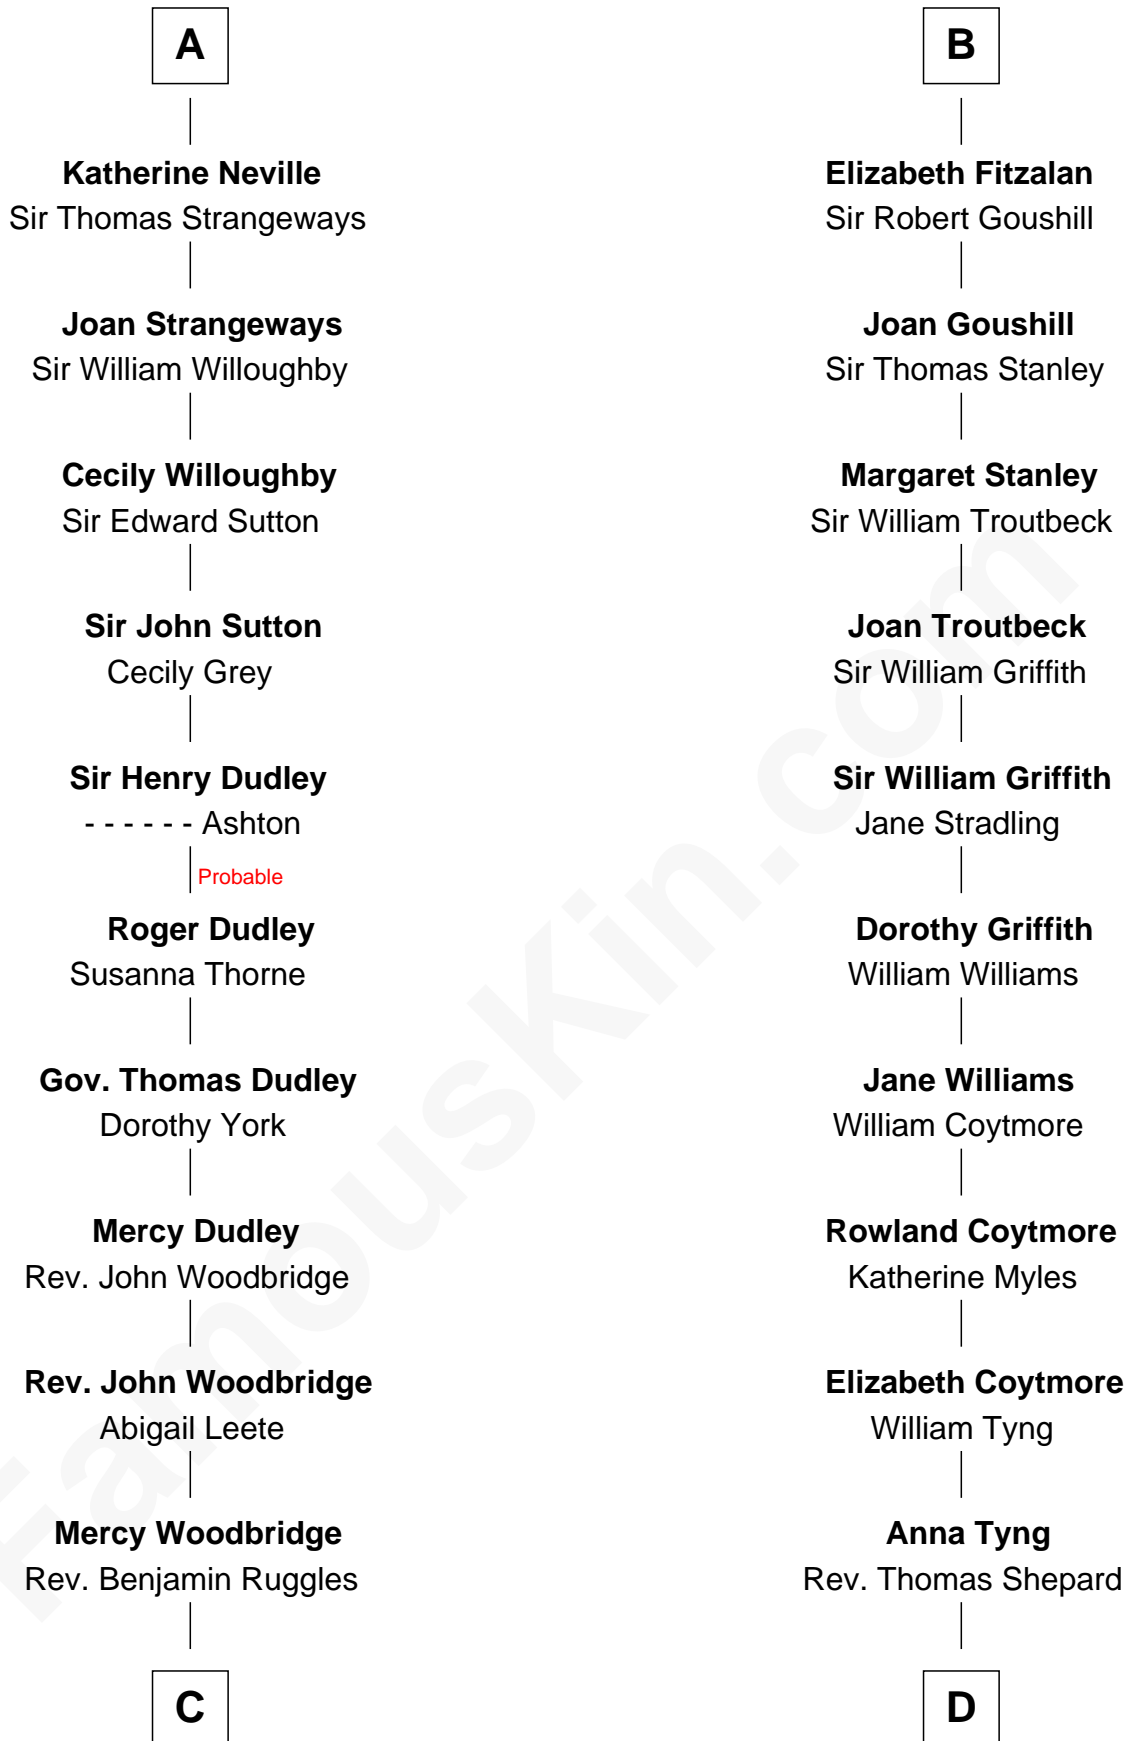 A
Katherine Neville
Sir Thomas Strangeways
Joan Strangeways
Sir William Willoughby
Cecily Willoughby
Sir Edward Sutton
Sir John Sutton
Cecily Grey
Sir Henry Dudley
- - - - - - Ashton
Probable
Roger Dudley
Susanna Thorne
Gov. Thomas Dudley
Dorothy York
Mercy Dudley
Rev. John Woodbridge
Rev. John Woodbridge
Abigail Leete
Mercy Woodbridge
Rev. Benjamin Ruggles
C
B
Elizabeth Fitzalan
Sir Robert Goushill
Joan Goushill
Sir Thomas Stanley
Margaret Stanley
Sir William Troutbeck
Joan Troutbeck
Sir William Griffith
Sir William Griffith
Jane Stradling
Dorothy Griffith
William Williams
Jane Williams
William Coytmore
Rowland Coytmore
Katherine Myles
Elizabeth Coytmore
William Tyng
Anna Tyng
Rev. Thomas Shepard
D
FamousKin.com